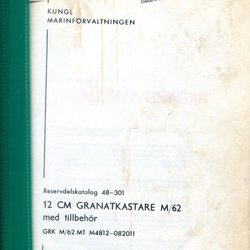 KUNGL
MARINFÖRVALTNINGEN
Reservdelskatalog 48-301
12 CM GRANATKASTARE M/62
med tillbehör
GRK M/62 MT M4812-082011